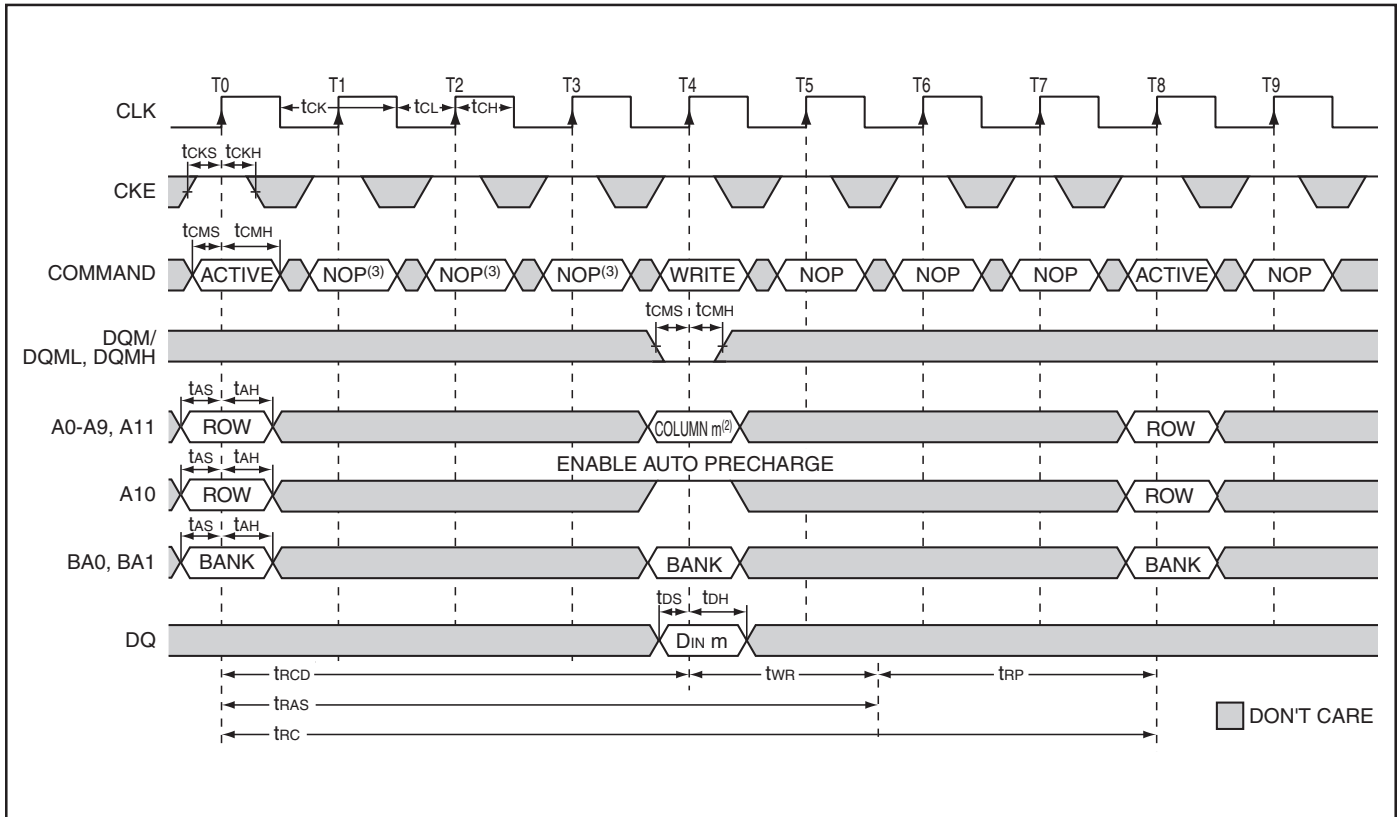 T0 T1 T2 T3 T4 T5 T6 T7 T8 T9
CLK tCK tCL tCH
tCKS tCKH
CKE
tCMS tCMH
COMMAND ACTIVE NOP(3) NOP(3) NOP(3) WRITE NOP NOP NOP ACTIVE NOP
tCMS tCMH
DQM/
DQML, DQMH
tAS tAH
A0-A9, A11 ROW COLUMN m(2) ROW
ENABLE AUTO PRECHARGE
tAS tAH
A10 ROW ROW
tAS tAH
BA0, BA1 BANK BANK BANK
tDS tDH
DQ DIN m
tRCD tWR tRP
tRAS
DON'T CARE
tRC